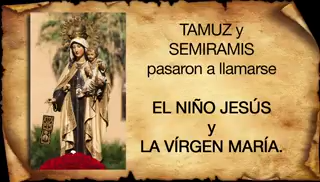 TAMUZ y
SEMIRAMIS
pasaron a llamarse
EL NIÑO JESÚS
y
LA VÍRGEN MARÍA.